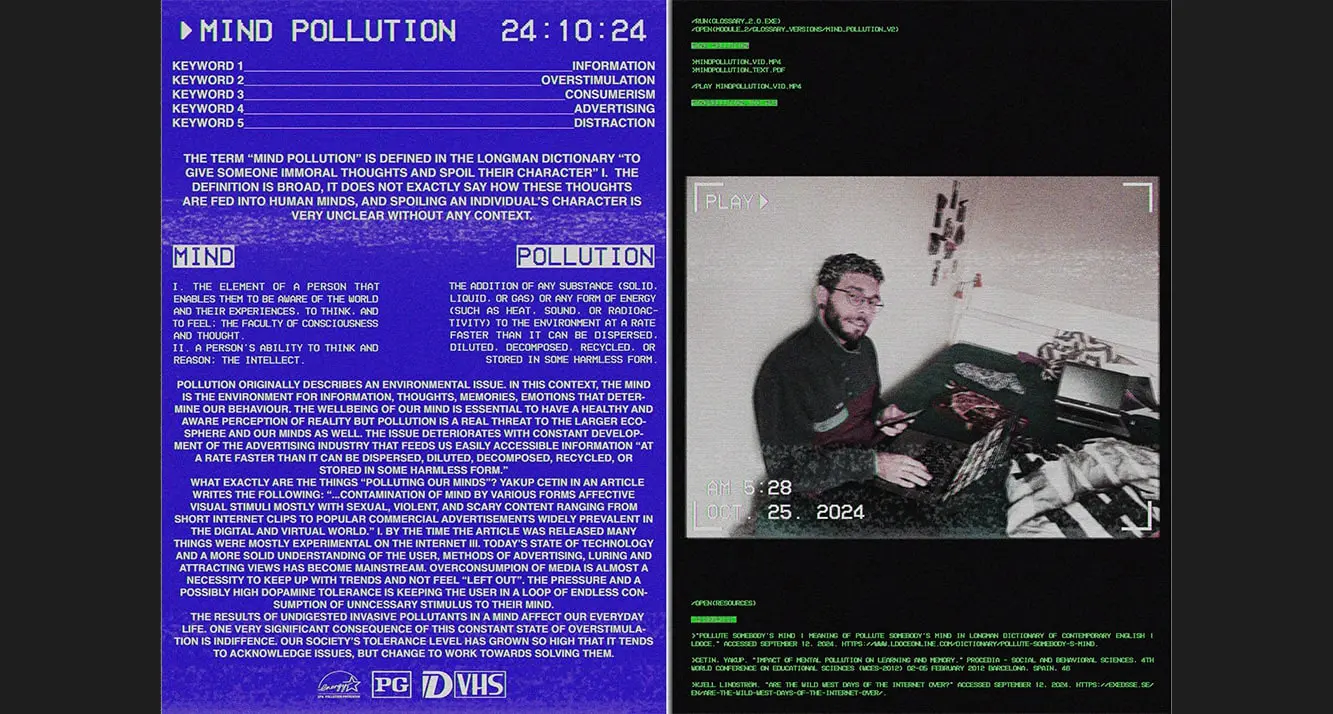 MIND POLLUTION 24:10:24
KEYWORD 1 INFORMATION
KEYWORD 2 OVERSTIMULATION
KEYWORD 3 CONSUMERISM
KEYWORD 4 ADVERTISING
KEYWORD 5 DISTRACTION
THE TERM “MIND POLLUTION” IS DEFINED IN THE LONGMAN DICTIONARY “TO
GIVE SOMEONE IMMORAL THOUGHTS AND SPOIL THEIR CHARACTER” I. THE
DEFINITION IS BROAD, IT DOES NOT EXACTLY SAY HOW THESE THOUGHTS
ARE FED INTO HUMAN MINDS, AND SPOILING AN INDIVIDUAL’S CHARACTER IS
VERY UNCLEAR WITHOUT ANY CONTEXT.
MIND
I. THE ELEMENT OF A PERSON THAT
ENABLES THEM TO BE AWARE OF THE WORLD
AND THEIR EXPERIENCES, TO THINK, AND
TO FEEL; THE FACULTY OF CONSCIOUSNESS
AND THOUGHT.
II. A PERSON'S ABILITY TO THINK AND
REASON; THE INTELLECT.
POLLUTION
THE ADDITION OF ANY SUBSTANCE (SOLID,
LIQUID, OR GAS) OR ANY FORM OF ENERGY
(SUCH AS HEAT, SOUND, OR RADIOAC-
TIVITY) TO THE ENVIRONMENT AT A RATE
FASTER THAN IT CAN BE DISPERSED,
DILUTED, DECOMPOSED, RECYCLED, OR
STORED IN SOME HARMLESS FORM.
POLLUTION ORIGINALLY DESCRIBES AN ENVIRONMENTAL ISSUE. IN THIS CONTEXT, THE MIND
IS THE ENVIRONMENT FOR INFORMATION, THOUGHTS, MEMORIES, EMOTIONS THAT DETER-
MINE OUR BEHAVIOUR. THE WELLBEING OF OUR MIND IS ESSENTIAL TO HAVE A HEALTHY AND
AWARE PERCEPTION OF REALITY BUT POLLUTION IS A REAL THREAT TO THE LARGER ECO-
SPHERE AND OUR MINDS AS WELL. THE ISSUE DETERIORATES WITH CONSTANT DEVELOP-
MENT OF THE ADVERTISING INDUSTRY THAT FEEDS US EASILY ACCESSIBLE INFORMATION “AT
A RATE FASTER THAN IT CAN BE DISPERSED, DILUTED, DECOMPOSED, RECYCLED, OR
STORED IN SOME HARMLESS FORM.”
WHAT EXACTLY ARE THE THINGS “POLLUTING OUR MINDS”? YAKUP CETIN IN AN ARTICLE
WRITES THE FOLLOWING: “...CONTAMINATION OF MIND BY VARIOUS FORMS AFFECTIVE
VISUAL STIMULI MOSTLY WITH SEXUAL, VIOLENT, AND SCARY CONTENT RANGING FROM
SHORT INTERNET CLIPS TO POPULAR COMMERCIAL ADVERTISEMENTS WIDELY PREVALENT IN
THE DIGITAL AND VIRTUAL WORLD.” I. BY THE TIME THE ARTICLE WAS RELEASED MANY
THINGS WERE MOSTLY EXPERIMENTAL ON THE INTERNET III. TODAY’S STATE OF TECHNOLOGY
AND A MORE SOLID UNDERSTANDING OF THE USER, METHODS OF ADVERTISING, LURING AND
ATTRACTING VIEWS HAS BECOME MAINSTREAM. OVERCONSUMPION OF MEDIA IS ALMOST A
NECESSITY TO KEEP UP WITH TRENDS AND NOT FEEL “LEFT OUT”. THE PRESSURE AND A
POSSIBLY HIGH DOPAMINE TOLERANCE IS KEEPING THE USER IN A LOOP OF ENDLESS CON-
SUMPTION OF UNNCESSARY STIMULUS TO THEIR MIND.
THE RESULTS OF UNDIGESTED INVASIVE POLLUTANTS IN A MIND AFFECT OUR EVERYDAY
LIFE. ONE VERY SIGNIFICANT CONSEQUENCE OF THIS CONSTANT STATE OF OVERSTIMULA-
TION IS INDIFFENCE. OUR SOCIETY’S TOLERANCE LEVEL HAS GROWN SO HIGH THAT IT TENDS
TO ACKNOWLEDGE ISSUES, BUT CHANGE TO WORK TOWARDS SOLVING THEM.
energy PG D VHS
/RUN(GLOSSARY_2.0.EXE)
/OPEN(MODULE_2/GLOSSARY_VERSIONS/MIND_POLLUTION_V2)
>MINDPOLLUTION_VID.MP4
>MINDPOLLUTION_TEXT.PDF
/PLAY MINDPOLLUTION_VID.MP4
PLAY
AM 5:28
OCT. 25. 2024
/OPEN(RESOURCES)
>"POLLUTE SOMEBODY'S MIND | MEANING OF POLLUTE SOMEBODY'S MIND IN LONGMAN DICTIONARY OF CONTEMPORARY ENGLISH |
LDOCE." ACCESSED SEPTEMBER 12, 2024. HTTPS://WWW.LDOCEONLINE.COM/DICTIONARY/POLLUTE-SOMEBODY-S-MIND.
>CETIN, YAKUP. "IMPACT OF MENTAL POLLUTION ON LEARNING AND MEMORY." PROCEDIA - SOCIAL AND BEHAVIORAL SCIENCES, 4TH
WORLD CONFERENCE ON EDUCATIONAL SCIENCES (WCES-2012) 02-05 FEBRUARY 2012 BARCELONA, SPAIN, 46
>KJELL LINDSTRÖM. "ARE THE WILD WEST DAYS OF THE INTERNET OVER?" ACCESSED SEPTEMBER 12, 2024. HTTPS://EXEDSSE.SE/
EN/ARE-THE-WILD-WEST-DAYS-OF-THE-INTERNET-OVER/.